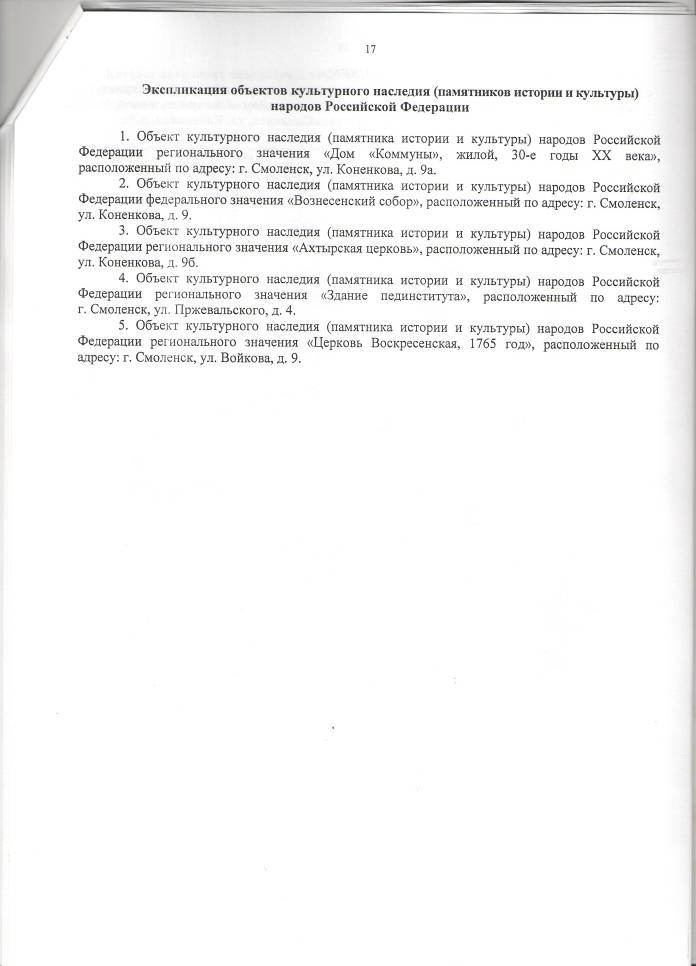 17
Экспликация объектов культурного наследия (памятников истории и культуры)
народов Российской Федерации
1. Объект культурного наследия (памятника истории и культуры) народов Российской
Федерации регионального значения «Дом «Коммуны», жилой, 30-е годы XX века»,
расположенный по адресу: г. Смоленск, ул. Коненкова, д. 9а.
2. Объект культурного наследия (памятника истории и культуры) народов Российской
Федерации федерального значения «Вознесенский собор», расположенный по адресу: г. Смоленск,
ул. Коненкова, д. 9.
3. Объект культурного наследия (памятника истории и культуры) народов Российской
Федерации регионального значения «Ахтырская церковь», расположенный по адресу: г. Смоленск,
ул. Коненкова, д. 9б.
4. Объект культурного наследия (памятника истории и культуры) народов Российской
Федерации регионального значения «Здание пединститута», расположенный по адресу:
г. Смоленск, ул. Пржевальского, д. 4.
5. Объект культурного наследия (памятника истории и культуры) народов Российской
Федерации регионального значения «Церковь Воскресенская, 1765 год», расположенный по
адресу: г. Смоленск, ул. Войкова, д. 9.